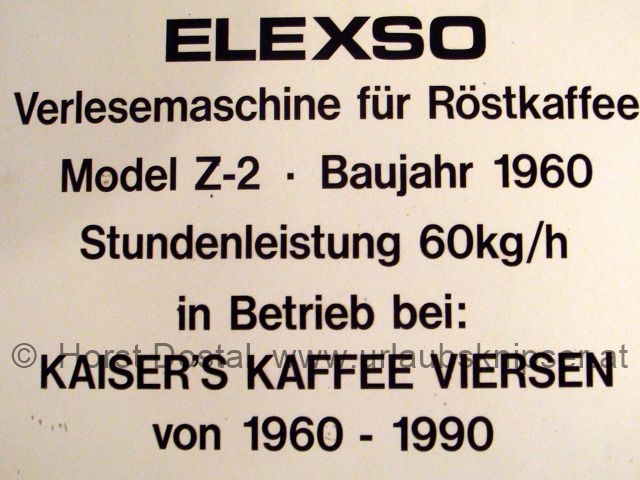 ELEXSO
Verlesemaschine für Röstkaffee
Model Z-2 · Baujahr 1960
Stundenleistung 60kg/h
in Betrieb bei:
© Horst Dostal www.urlaubsknipser.at
KAISER'S KAFFEE VIERSEN
von 1960 - 1990